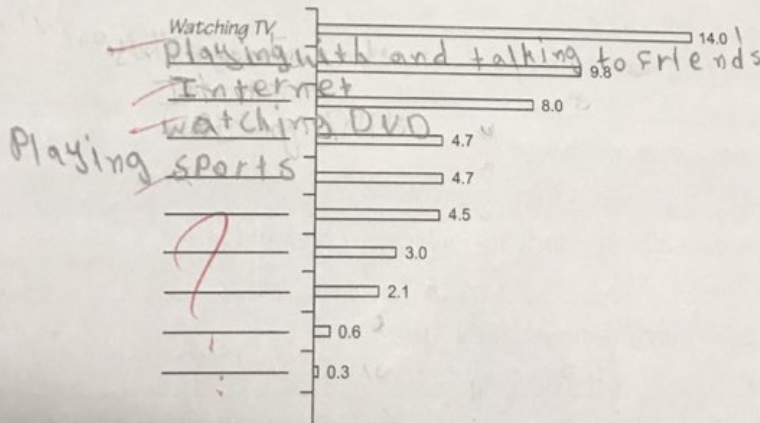 Watching TV
14.0
Playing with and talking to Friends
9.8
Internet
8.0
watching DVD
4.7
Playing sports
4.7
4.5
3.0
2.1
0.6
0.3